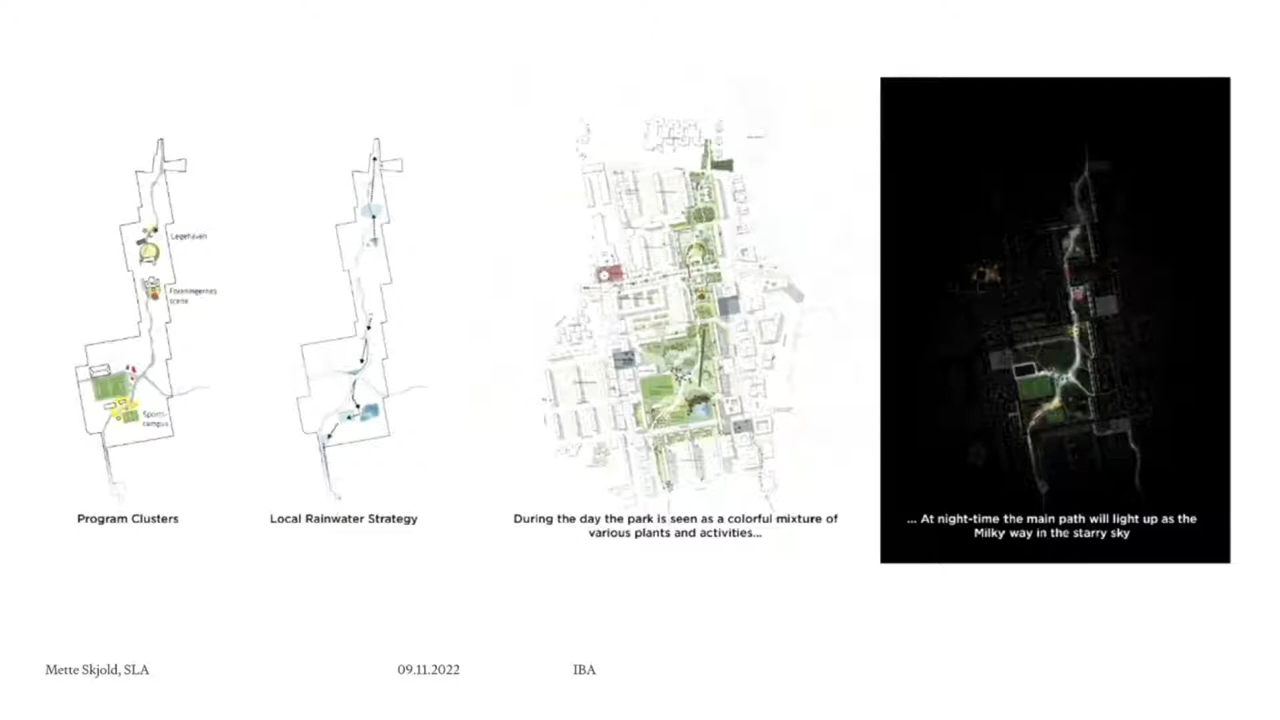 Legehaven
Foreningernes
scene
Sports-
campus
Program Clusters
Local Rainwater Strategy
During the day the park is seen as a colorful mixture of
various plants and activities...
... At night-time the main path will light up as the
Milky way in the starry sky
Mette Skjold, SLA
09.11.2022
IBA